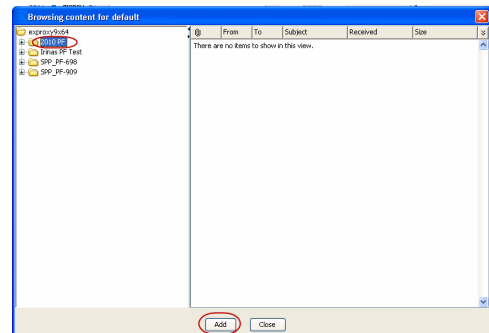 Browsing content for default
exproxy9x64
2010 PF
Irinas PF Test
SPP_PF-698
SPP_PF-909
From To Subject Received Size
There are no items to show in this view.
Add Close